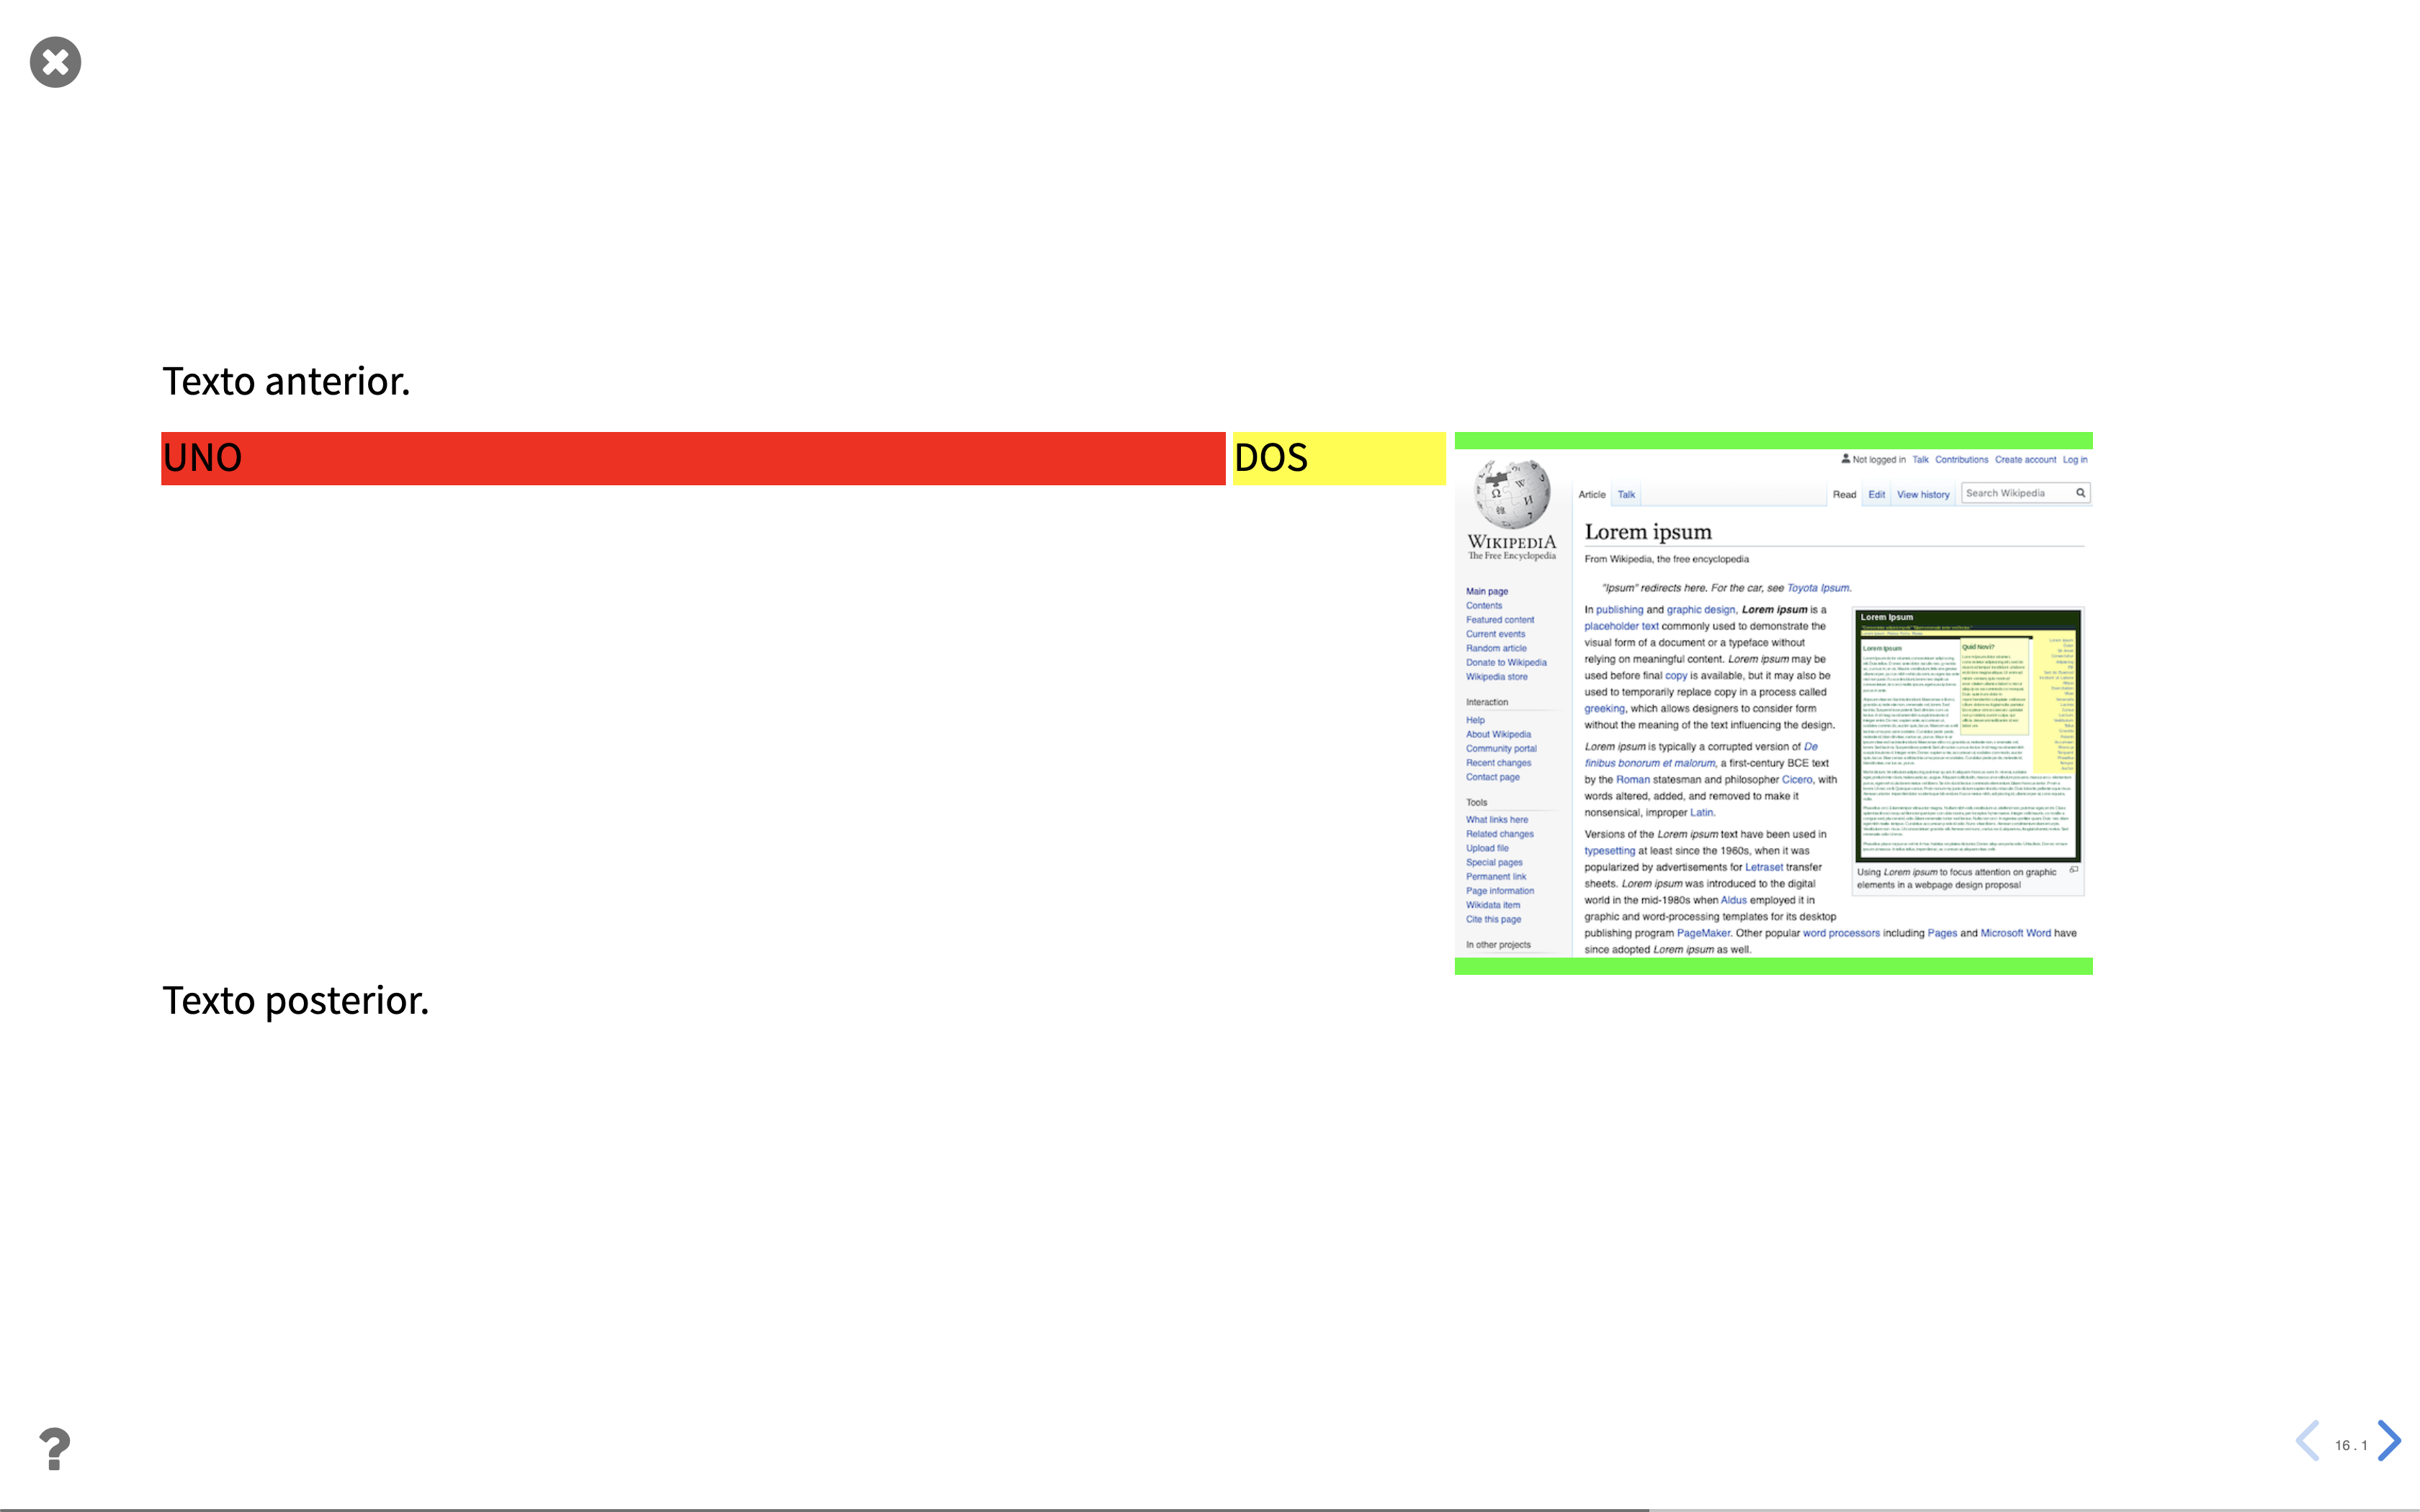 Texto anterior.
UNO
DOS
Not logged in Talk Contributions Create account Log in
Article Talk
Read Edit View history Search Wikipedia
WIKIPEDIA
The Free Encyclopedia
Main page
Contents
Featured content
Current events
Random article
Donate to Wikipedia
Wikipedia store
Interaction
Help
About Wikipedia
Community portal
Recent changes
Contact page
Tools
What links here
Related changes
Upload file
Special pages
Permanent link
Page information
Wikidata item
Cite this page
In other projects
Lorem ipsum
From Wikipedia, the free encyclopedia
"Ipsum" redirects here. For the car, see Toyota Ipsum.
In publishing and graphic design, Lorem ipsum is a
placeholder text commonly used to demonstrate the
visual form of a document or a typeface without
relying on meaningful content. Lorem ipsum may be
used before final copy is available, but it may also be
used to temporarily replace copy in a process called
greeking, which allows designers to consider form
without the meaning of the text influencing the design.
Lorem ipsum is typically a corrupted version of De
finibus bonorum et malorum, a first-century BCE text
by the Roman statesman and philosopher Cicero, with
words altered, added, and removed to make it
nonsensical, improper Latin.
Versions of the Lorem ipsum text have been used in
typesetting at least since the 1960s, when it was
popularized by advertisements for Letraset transfer
sheets. Lorem ipsum was introduced to the digital
world in the mid-1980s when Aldus employed it in
graphic and word-processing templates for its desktop
publishing program PageMaker. Other popular word processors including Pages and Microsoft Word have
since adopted Lorem ipsum as well.
Lorem Ipsum
Lorem Ipsum
Quid Novi?
Using Lorem ipsum to focus attention on graphic
elements in a webpage design proposal
Texto posterior.
?
16 . 1